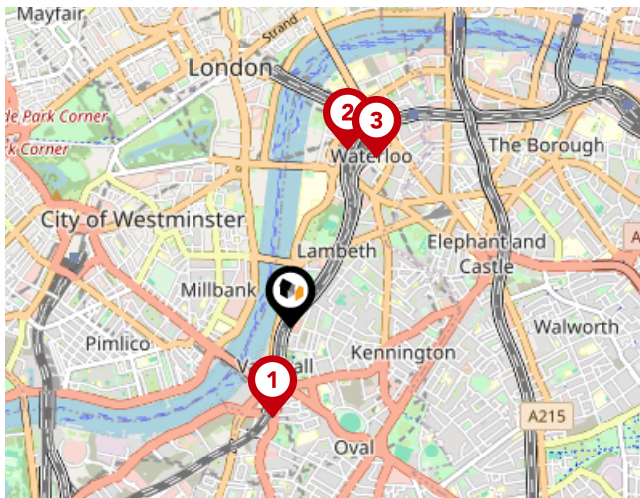 Mayfair
Strand
London
de Park Corner
k Corner
2
3
Waterloo
The Borough
City of Westminster
Lambeth
Elephant and
Castle
A
Millbank
Pimlico
Walworth
Kennington
1
A215
Oval